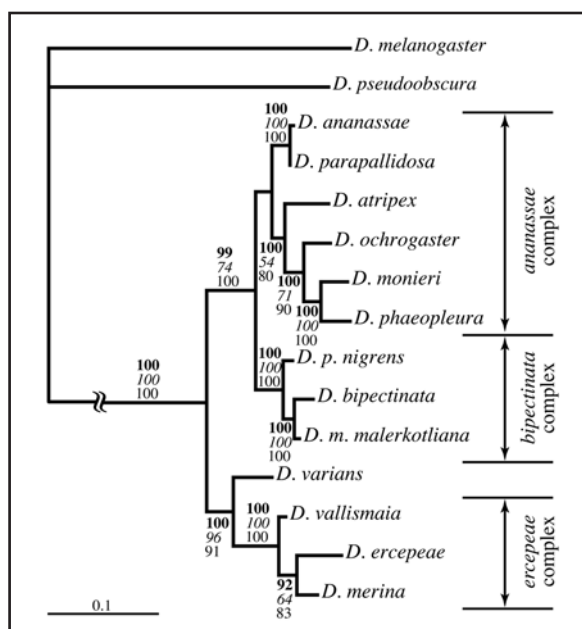 D. melanogaster
D. pseudoobscura
100
100
100
D. ananassae
D. parapallidosa
D. atripex
D. ochrogaster
D. monieri
D. phaeopleura
ananassae
complex
99
74
100
100
54
80
100
71
90
100
100
100
100
100
100
D. p. nigrens
D. bipectinata
D. m. malerkotliana
bipectinata
complex
100
100
100
100
100
100
D. varians
100
96
91
100
100
100
D. vallismaia
D. ercepeae
D. merina
92
64
83
ercepeae
complex
0.1